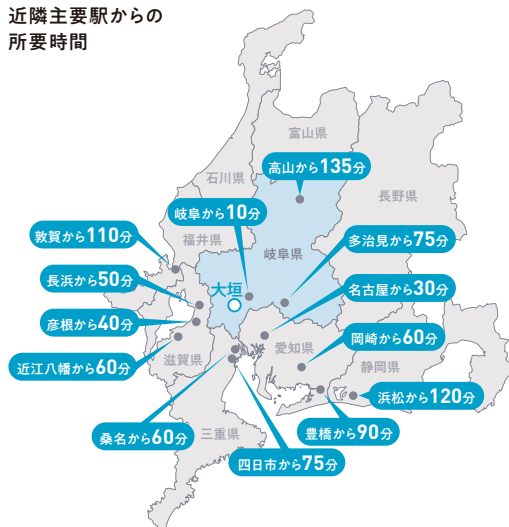 近隣主要駅からの
所要時間
富山県
高山から135分
石川県
長野県
岐阜から10分
敦賀から110分
福井県
岐阜県
多治見から75分
長浜から50分
大垣
名古屋から30分
彦根から40分
岡崎から60分
愛知県
滋賀県
近江八幡から60分
静岡県
浜松から120分
桑名から60分
三重県
豊橋から90分
四日市から75分